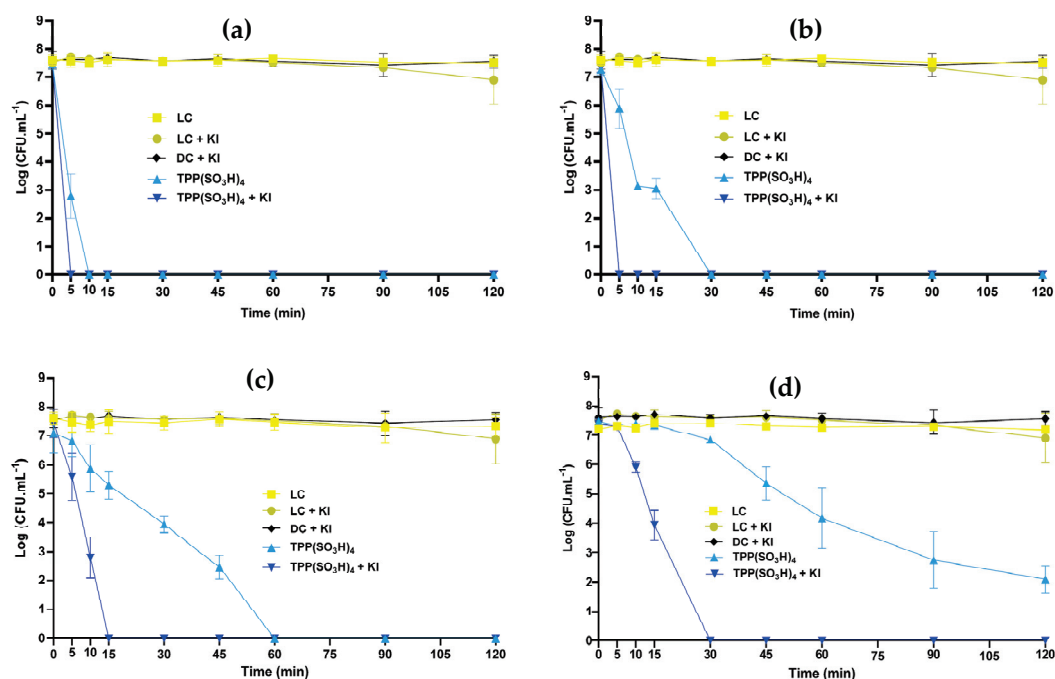 (a)
9
8
7
6
5
4
3
2
1
0
Log (CFU.mL-1)
LC
LC + KI
DC + KI
TPP(SO3H)4
TPP(SO3H)4 + KI
0 5 10 15 30 45 60 75 90 105 120
Time (min)
(b)
9
8
7
6
5
4
3
2
1
0
Log (CFU.mL-1)
LC
LC + KI
DC + KI
TPP(SO3H)4
TPP(SO3H)4 + KI
0 5 10 15 30 45 60 75 90 105 120
Time (min)
(c)
9
8
7
6
5
4
3
2
1
0
Log (CFU.mL-1)
LC
LC + KI
DC + KI
TPP(SO3H)4
TPP(SO3H)4 + KI
0 5 10 15 30 45 60 75 90 105 120
Time (min)
(d)
9
8
7
6
5
4
3
2
1
0
Log (CFU.mL-1)
LC
LC + KI
DC + KI
TPP(SO3H)4
TPP(SO3H)4 + KI
0 5 10 15 30 45 60 75 90 105 120
Time (min)